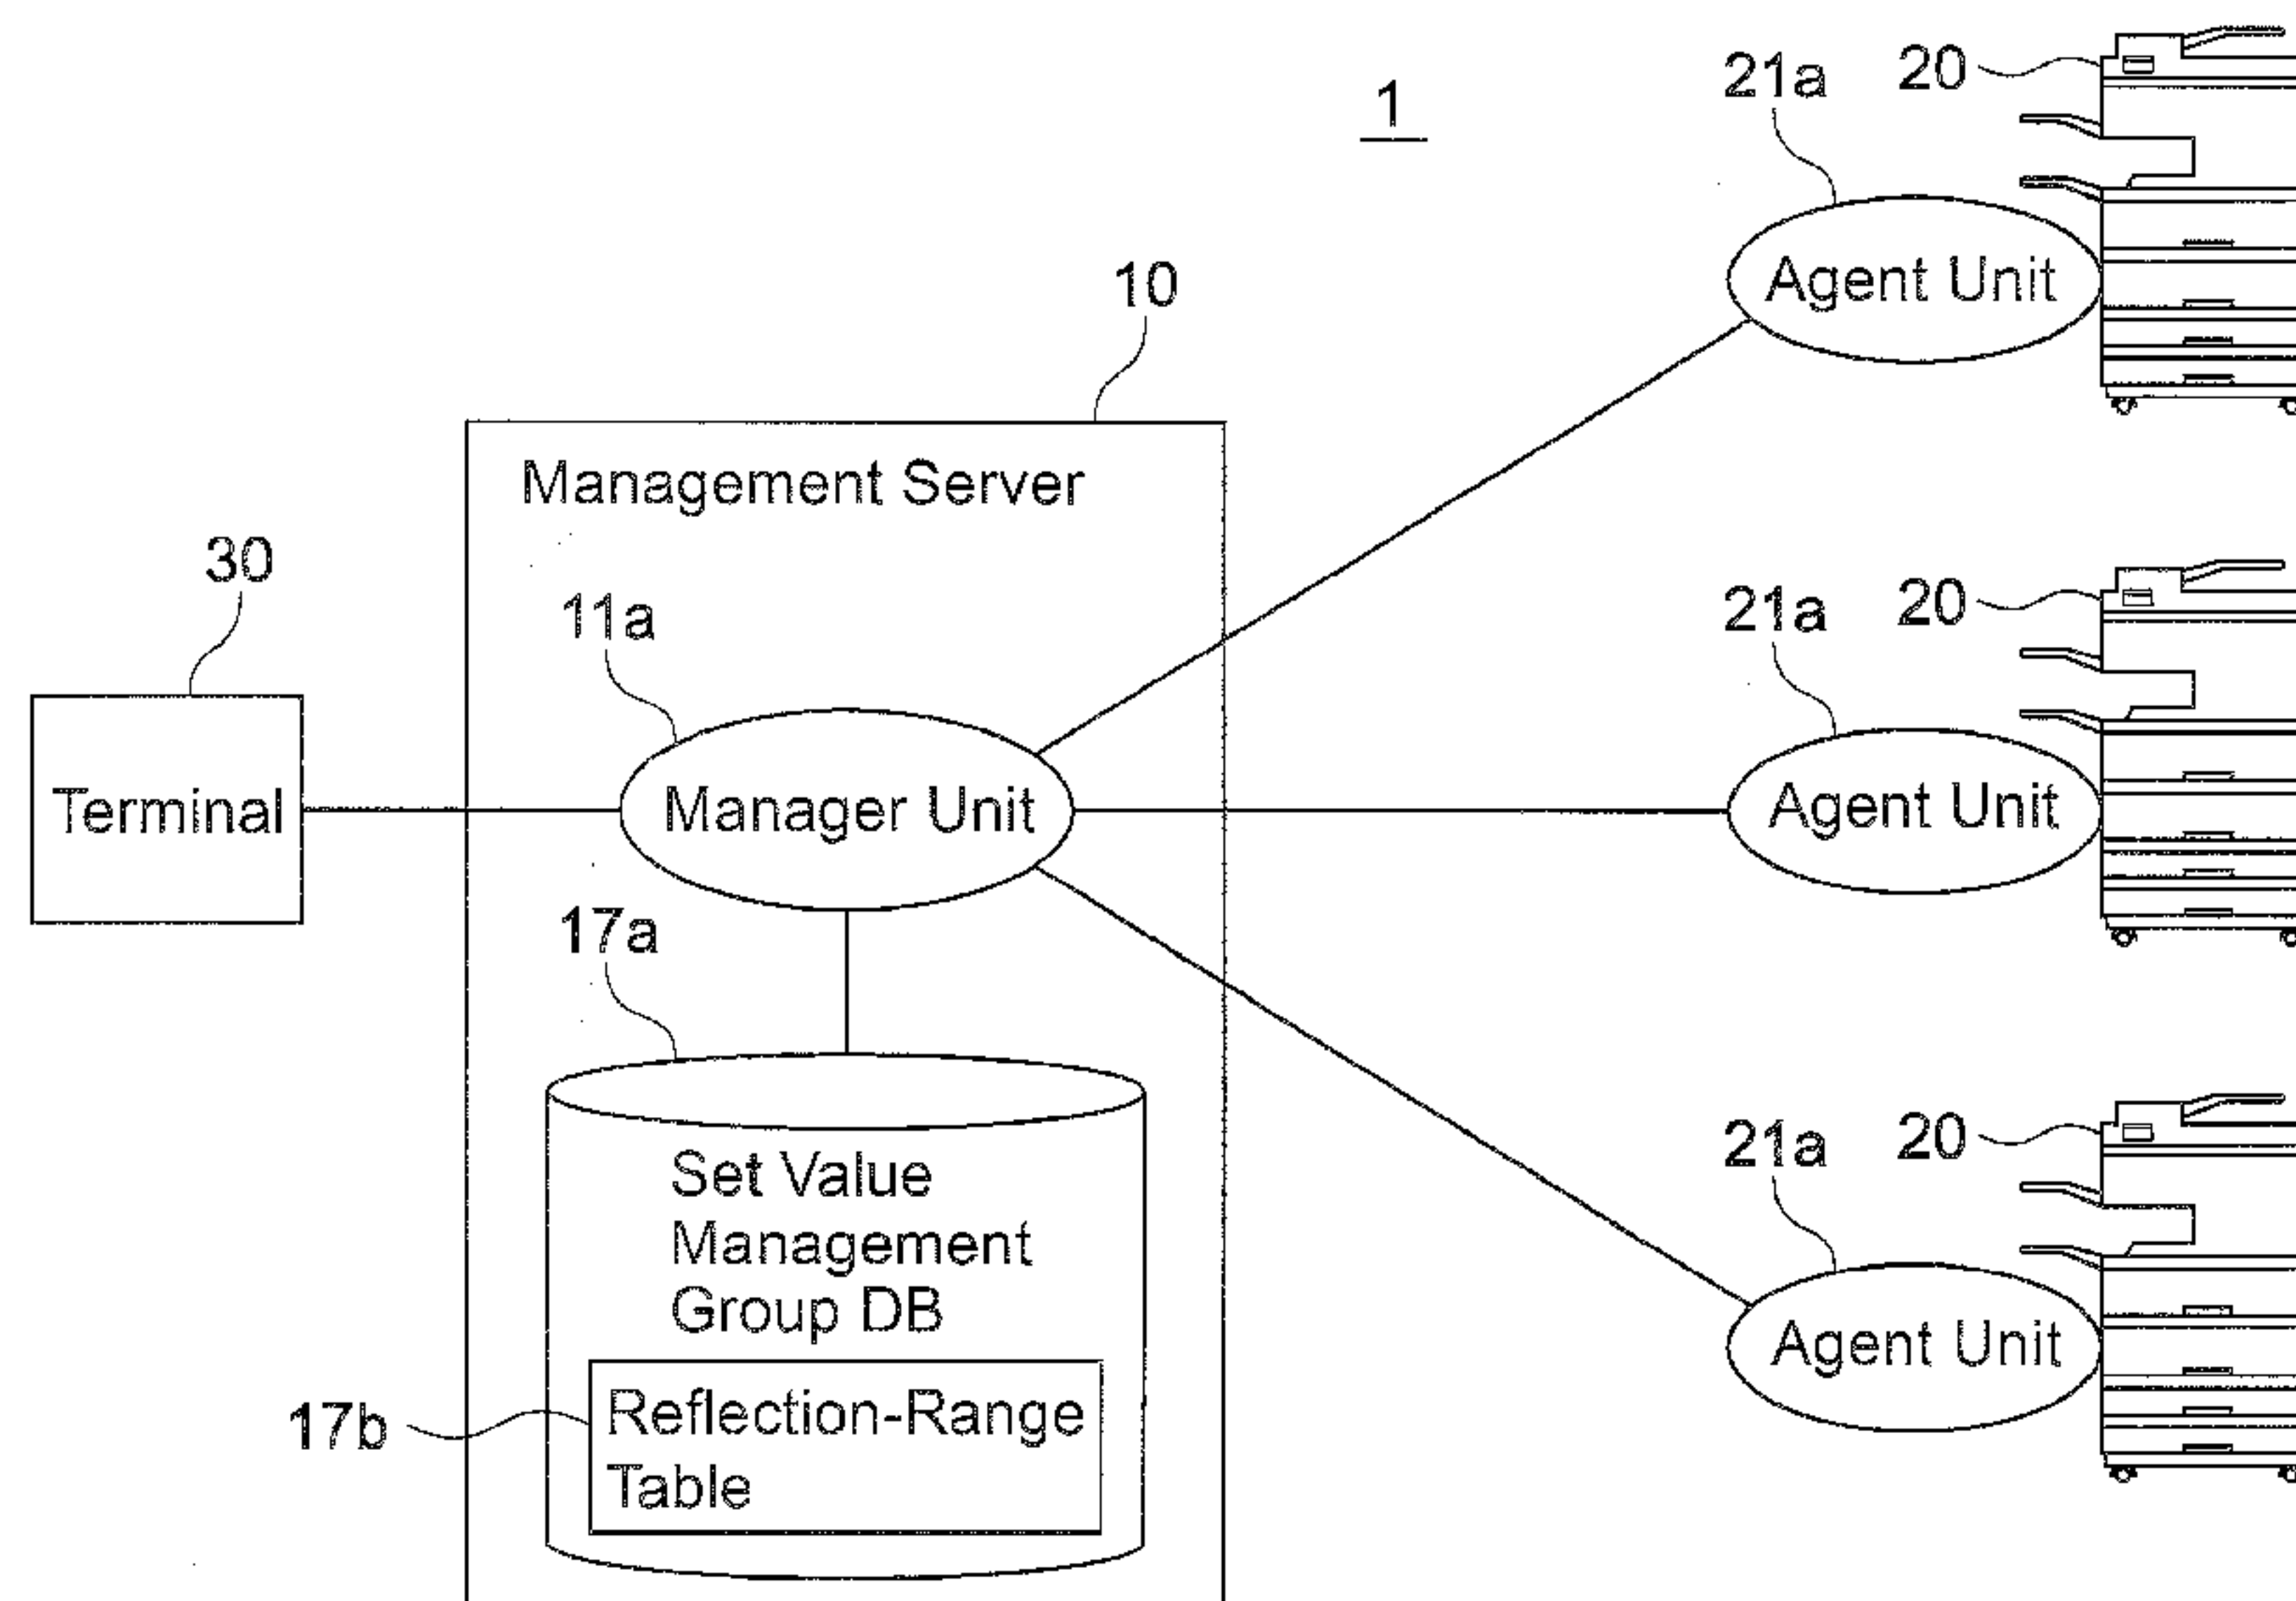 1
21a
20
Agent Unit
10
Management Server
30
11a
21a
20
Terminal
Manager Unit
Agent Unit
17a
Set Value
Management
Group DB
21a
20
Agent Unit
17b
Reflection-Range
Table